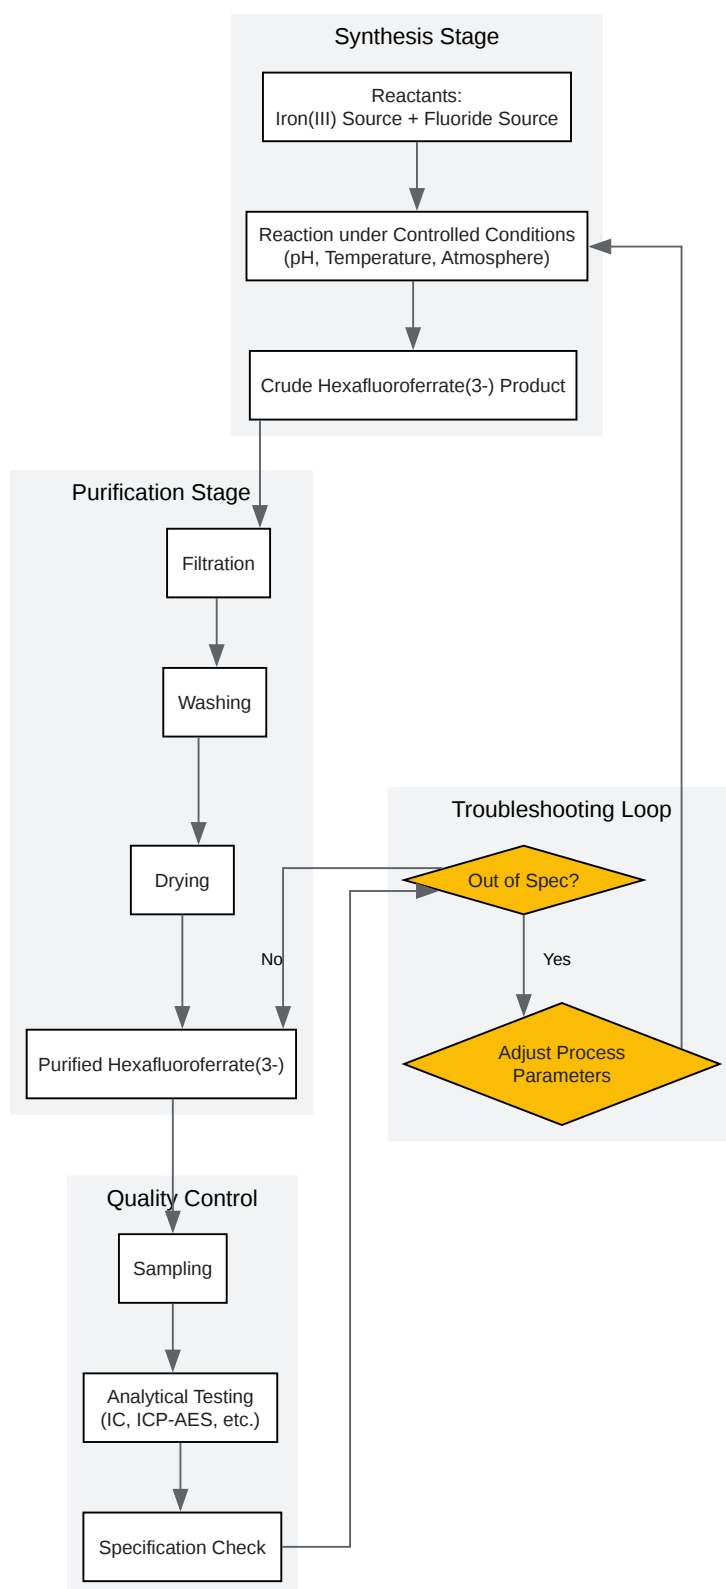 Synthesis Stage
Reactants:
Iron(III) Source + Fluoride Source
Reaction under Controlled Conditions
(pH, Temperature, Atmosphere)
Crude Hexafluoroferrate(3-) Product
Purification Stage
Filtration
Washing
Drying
Purified Hexafluoroferrate(3-)
Troubleshooting Loop
Out of Spec?
No
Yes
Adjust Process
Parameters
Quality Control
Sampling
Analytical Testing
(IC, ICP-AES, etc.)
Specification Check